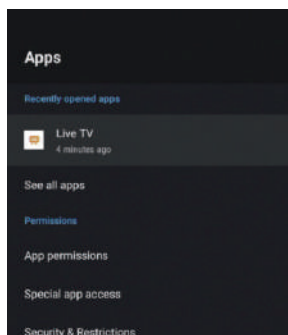 Apps
Recently opened apps
Live TV
4 minutes ago
See all apps
Permissions
App permissions
Special app access
Security & Restrictions